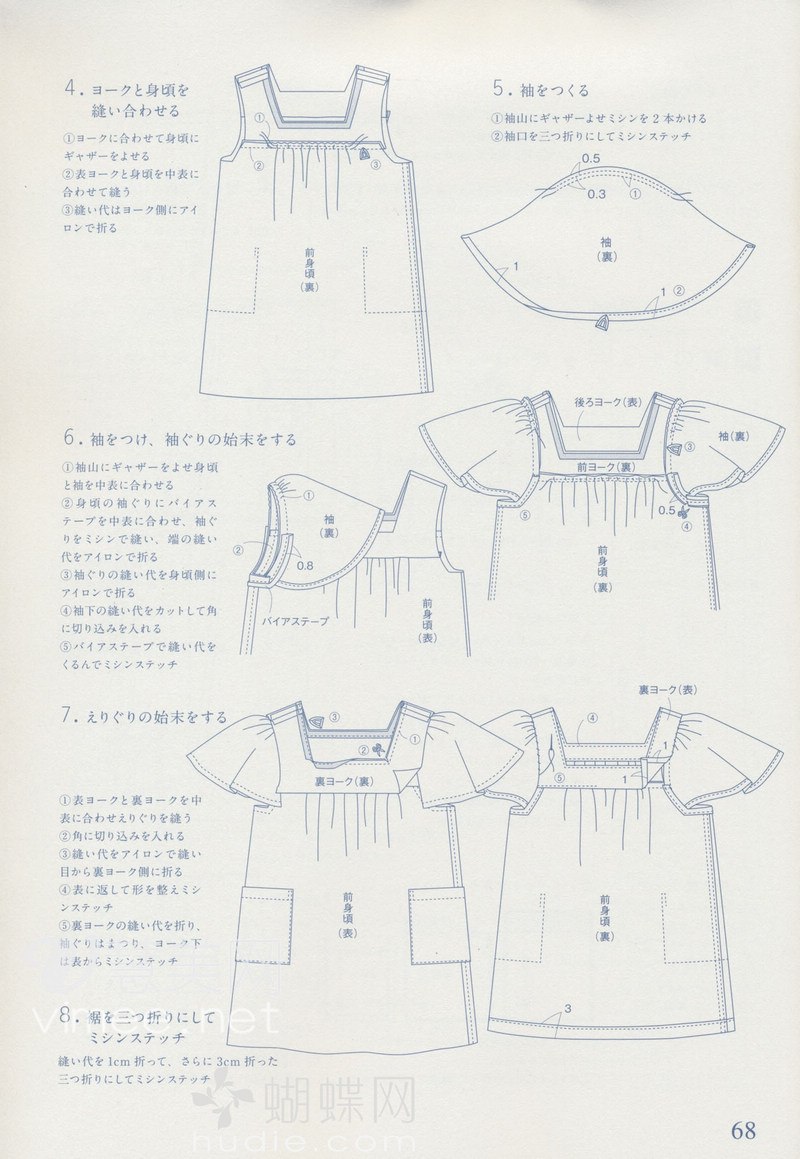 4. ヨークと身頃を
縫い合わせる
①ヨークに合わせて身頃に
ギャザーをよせる
②表ヨークと身頃を中表に
合わせて縫う
③縫い代はヨーク側にアイ
ロンで折る
①
②
③
前身頃(裏)
5. 袖をつくる
①袖山にギャザーよせミシンを2本かける
②袖口を三つ折りにしてミシンステッチ
0.5
0.3
①
袖
(裏)
1
1
②
6. 袖をつけ、袖ぐりの始末をする
①袖山にギャザーをよせ身頃
と袖を中表に合わせる
②身頃の袖ぐりにバイアス
テープを中表に合わせ、袖ぐ
りをミシンで縫い、端の縫い
代をアイロンで折る
③袖ぐりの縫い代を身頃側に
アイロンで折る
④袖下の縫い代をカットして角
に切り込みを入れる
⑤バイアステープで縫い代を
くるんでミシンステッチ
①
袖
(裏)
②
0.8
バイアステープ
前身頃(表)
後ろヨーク(表)
袖(裏)
③
前ヨーク(裏)
0.5
④
⑤
前身頃(裏)
7. えりぐりの始末をする
①表ヨークと裏ヨークを中
表に合わせえりぐりを縫う
②角に切り込みを入れる
③縫い代をアイロンで縫い
目から裏ヨーク側に折る
④表に返して形を整えミシ
ンステッチ
⑤裏ヨークの縫い代を折り、
袖ぐりはまつり、ヨーク下
は表からミシンステッチ
③
①
②
裏ヨーク(裏)
前身頃(表)
裏ヨーク(表)
④
1
⑤
1
前身頃(裏)
3
8. 裾を三つ折りにして
ミシンステッチ
縫い代を1cm折って、さらに3cm折った
三つ折りにしてミシンステッチ
蝴蝶网
hudie.com
68